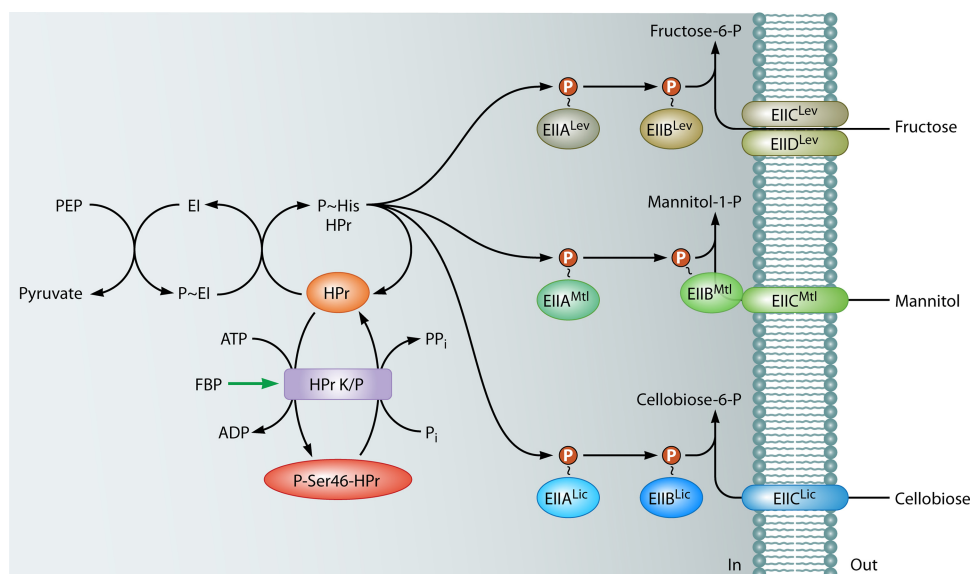 Fructose-6-P
P
P
EIIA^Lev
EIIB^Lev
EIIC^Lev
EIID^Lev
Fructose
PEP
EI
P~His
HPr
Pyruvate
P~EI
HPr
Mannitol-1-P
P
P
EIIA^Mtl
EIIB^Mtl
EIIC^Mtl
Mannitol
ATP
PP_i
FBP
HPr K/P
ADP
P_i
P-Ser46-HPr
Cellobiose-6-P
P
P
EIIA^Lic
EIIB^Lic
EIIC^Lic
Cellobiose
In
Out